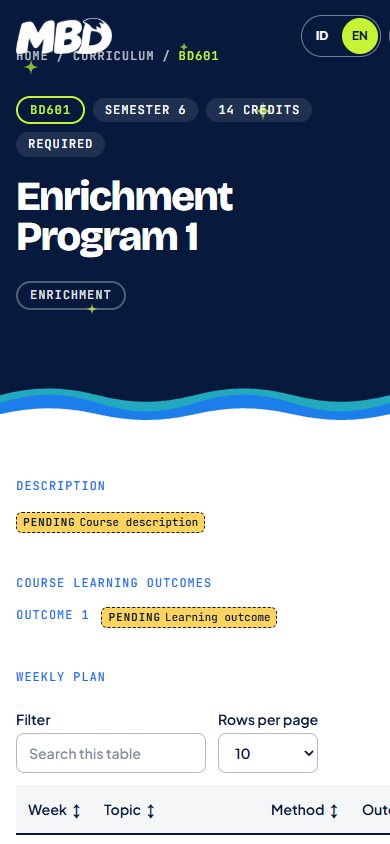 MBD
ID EN
HOME / CURRICULUM / BD601
BD601 SEMESTER 6 14 CREDITS
REQUIRED
Enrichment
Program 1
ENRICHMENT
DESCRIPTION
PENDING Course description
COURSE LEARNING OUTCOMES
OUTCOME 1 PENDING Learning outcome
WEEKLY PLAN
Filter Rows per page
Search this table 10
Week ↕ Topic ↕ Method ↕ Outc